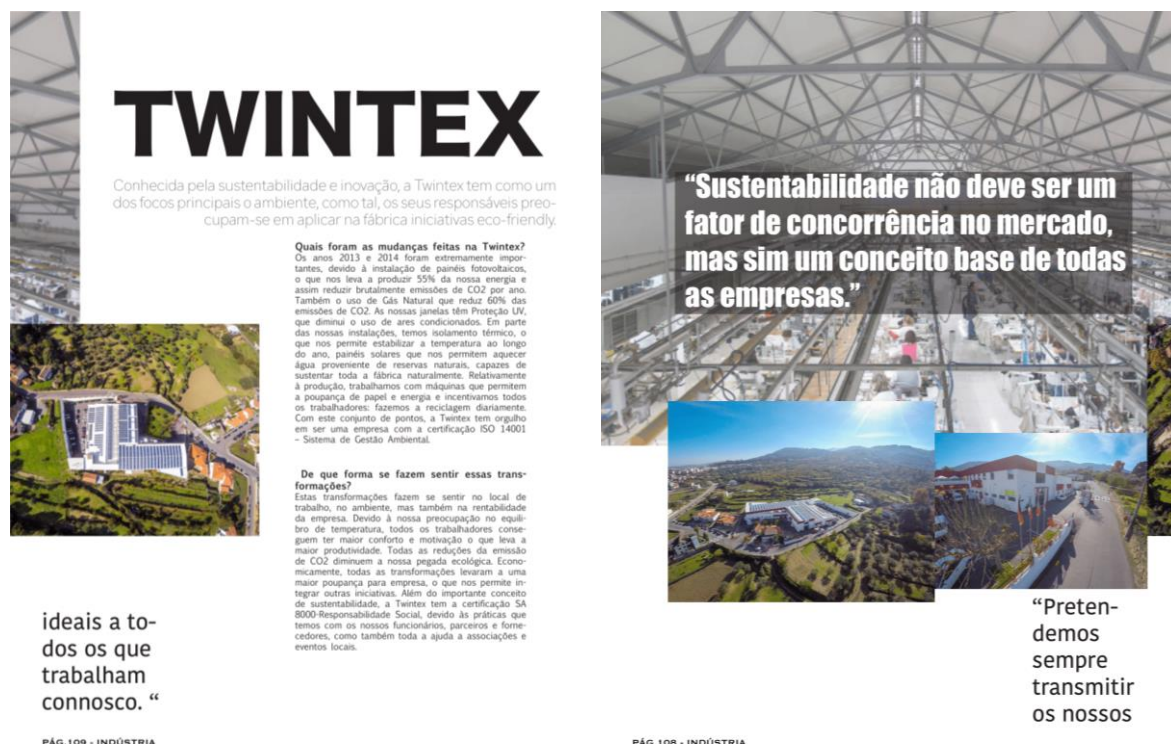 TWINTEX
Conhecida pela sustentabilidade e inovação, a Twintex tem como um
dos focos principais o ambiente, como tal, os seus responsáveis preo-
cupam-se em aplicar na fábrica iniciativas eco-friendly.
Quais foram as mudanças feitas na Twintex?
Os anos 2013 e 2014 foram extremamente impor-
tantes, devido à instalação de painéis fotovoltaicos,
o que nos leva a produzir 55% da nossa energia e
assim reduzir brutalmente emissões de CO2 por ano.
Também o uso de Gás Natural que reduz 60% das
emissões de CO2. As nossas janelas têm Proteção UV,
que diminui o uso de ares condicionados. Em parte
das nossas instalações, temos isolamento térmico, o
que nos permite estabilizar a temperatura ao longo
do ano, painéis solares que nos permitem aquecer
água proveniente de reservas naturais, capazes de
sustentar toda a fábrica naturalmente. Relativamente
à produção, trabalhamos com máquinas que permitem
a poupança de papel e energia e incentivamos todos
os trabalhadores: fazemos a reciclagem diariamente.
Com este conjunto de pontos, a Twintex tem orgulho
em ser uma empresa com a certificação ISO 14001
– Sistema de Gestão Ambiental.
De que forma se fazem sentir essas trans-
formações?
Estas transformações fazem se sentir no local de
trabalho, no ambiente, mas também na rentabilidade
da empresa. Devido à nossa preocupação no equilí-
bro de temperatura, todos os trabalhadores conse-
guem ter maior conforto e motivação o que leva a
maior produtividade. Todas as reduções da emissão
de CO2 diminuem a nossa pegada ecológica. Econo-
micamente, todas as transformações levaram a uma
maior poupança para empresa, o que nos permite in-
tegrar outras iniciativas. Além do importante conceito
de sustentabilidade, a Twintex tem a certificação SA
8000-Responsabilidade Social, devido às práticas que
temos com os nossos funcionários, parceiros e forne-
cedores, como também toda a ajuda a associações e
eventos locais.
ideais a to-
dos os que
trabalham
connosco. “
PÁG.109 - INDÚSTRIA
“Sustentabilidade não deve ser um
fator de concorrência no mercado,
mas sim um conceito base de todas
as empresas.”
“Preten-
demos
sempre
transmitir
os nossos
PÁG.108 - INDÚSTRIA